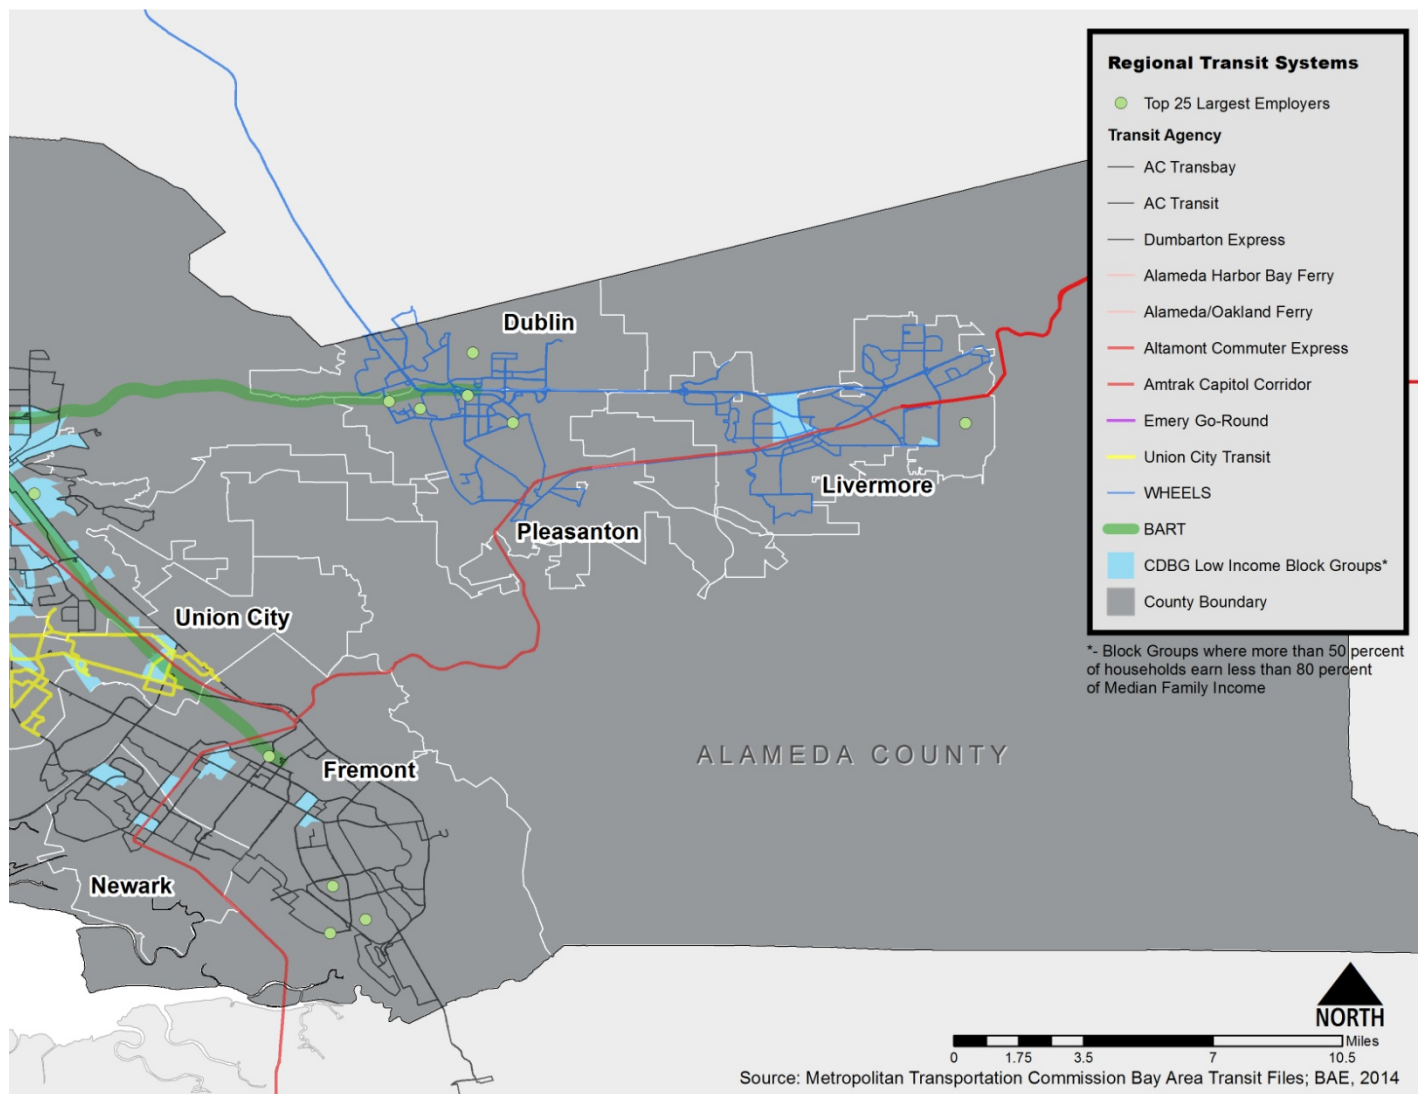 Regional Transit Systems
Top 25 Largest Employers
Transit Agency
AC Transbay
AC Transit
Dumbarton Express
Alameda Harbor Bay Ferry
Alameda/Oakland Ferry
Altamont Commuter Express
Amtrak Capitol Corridor
Emery Go-Round
Union City Transit
WHEELS
BART
CDBG Low Income Block Groups*
County Boundary
*- Block Groups where more than 50 percent
of households earn less than 80 percent
of Median Family Income
Dublin
Livermore
Pleasanton
Union City
ALAMEDA COUNTY
Fremont
Newark
NORTH
Miles
0 1.75 3.5 7 10.5
Source: Metropolitan Transportation Commission Bay Area Transit Files; BAE, 2014